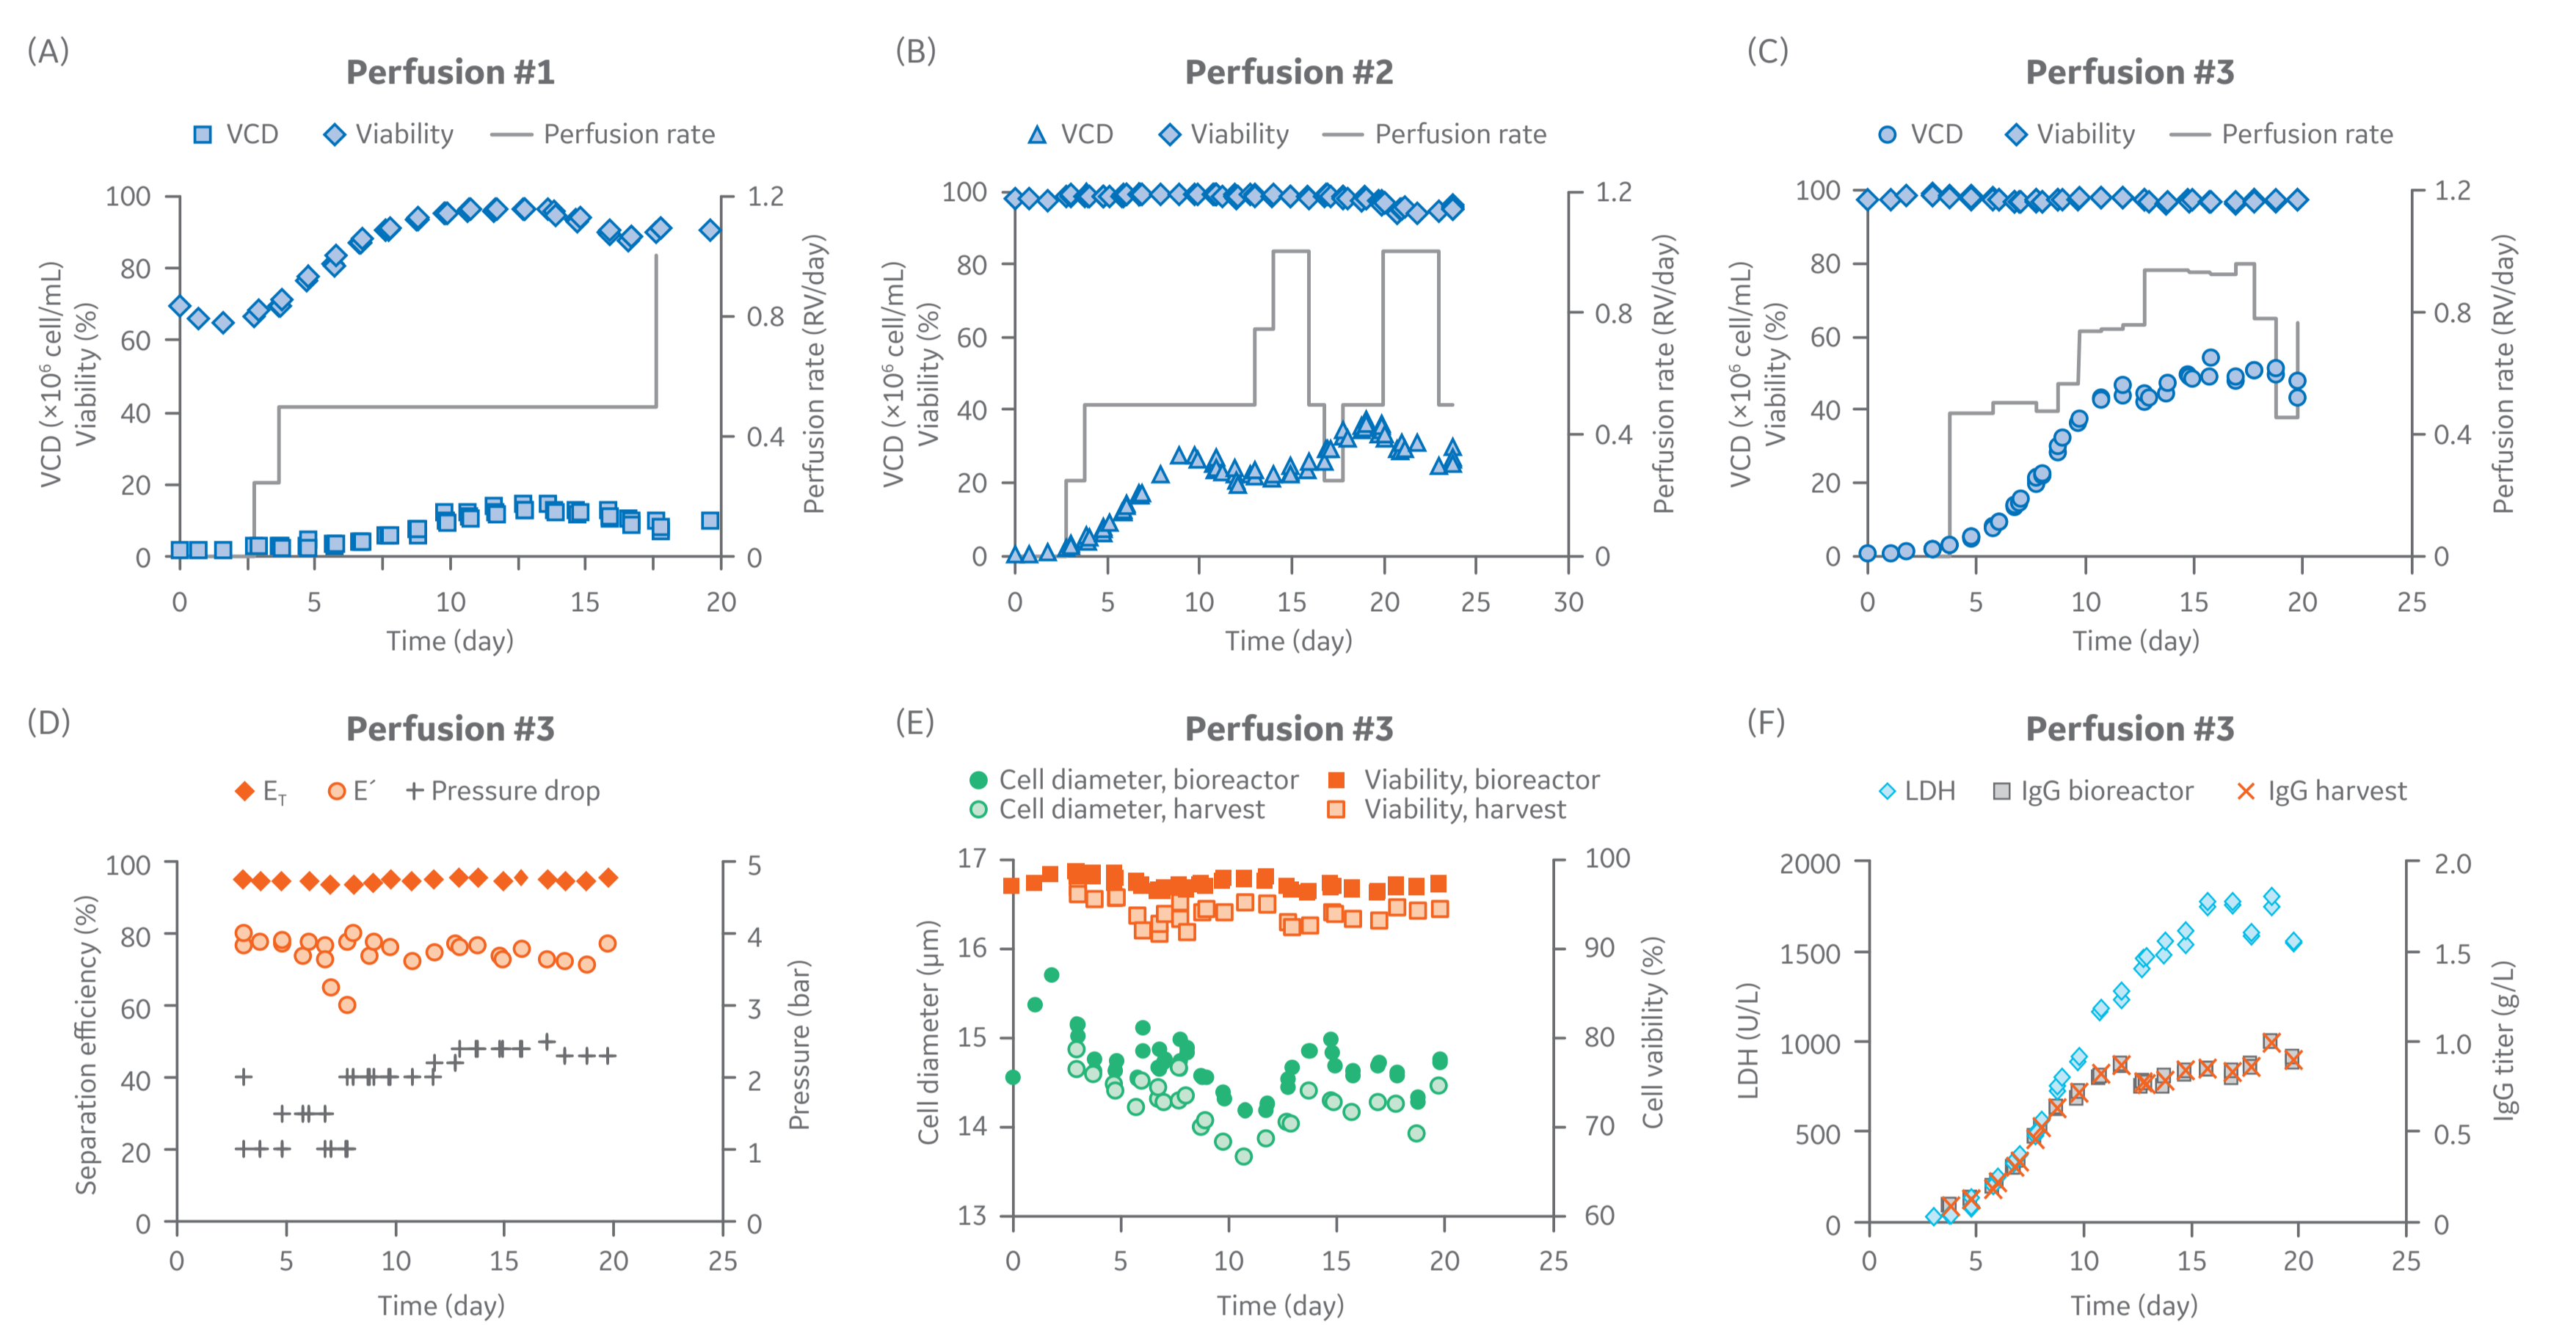 (A)
Perfusion #1
VCD Viability Perfusion rate
100
80
60
40
20
0
1.2
0.8
0.4
0
VCD (×10⁶ cell/mL)
Viability (%)
Perfusion rate (RV/day)
0 5 10 15 20
Time (day)
(B)
Perfusion #2
VCD Viability Perfusion rate
100
80
60
40
20
0
1.2
0.8
0.4
0
VCD (×10⁶ cell/mL)
Viability (%)
Perfusion rate (RV/day)
0 5 10 15 20 25 30
Time (day)
(C)
Perfusion #3
VCD Viability Perfusion rate
100
80
60
40
20
0
1.2
0.8
0.4
0
VCD (×10⁶ cell/mL)
Viability (%)
Perfusion rate (RV/day)
0 5 10 15 20 25
Time (day)
(D)
Perfusion #3
E_T E´ Pressure drop
100
80
60
40
20
0
5
4
3
2
1
0
Separation efficiency (%)
Pressure (bar)
0 5 10 15 20 25
Time (day)
(E)
Perfusion #3
Cell diameter, bioreactor Viability, bioreactor
Cell diameter, harvest Viability, harvest
17
16
15
14
13
100
90
80
70
60
Cell diameter (µm)
Cell vaibility (%)
0 5 10 15 20 25
Time (day)
(F)
Perfusion #3
LDH IgG bioreactor IgG harvest
2000
1500
1000
500
0
2.0
1.5
1.0
0.5
0
LDH (U/L)
IgG titer (g/L)
0 5 10 15 20 25
Time (day)